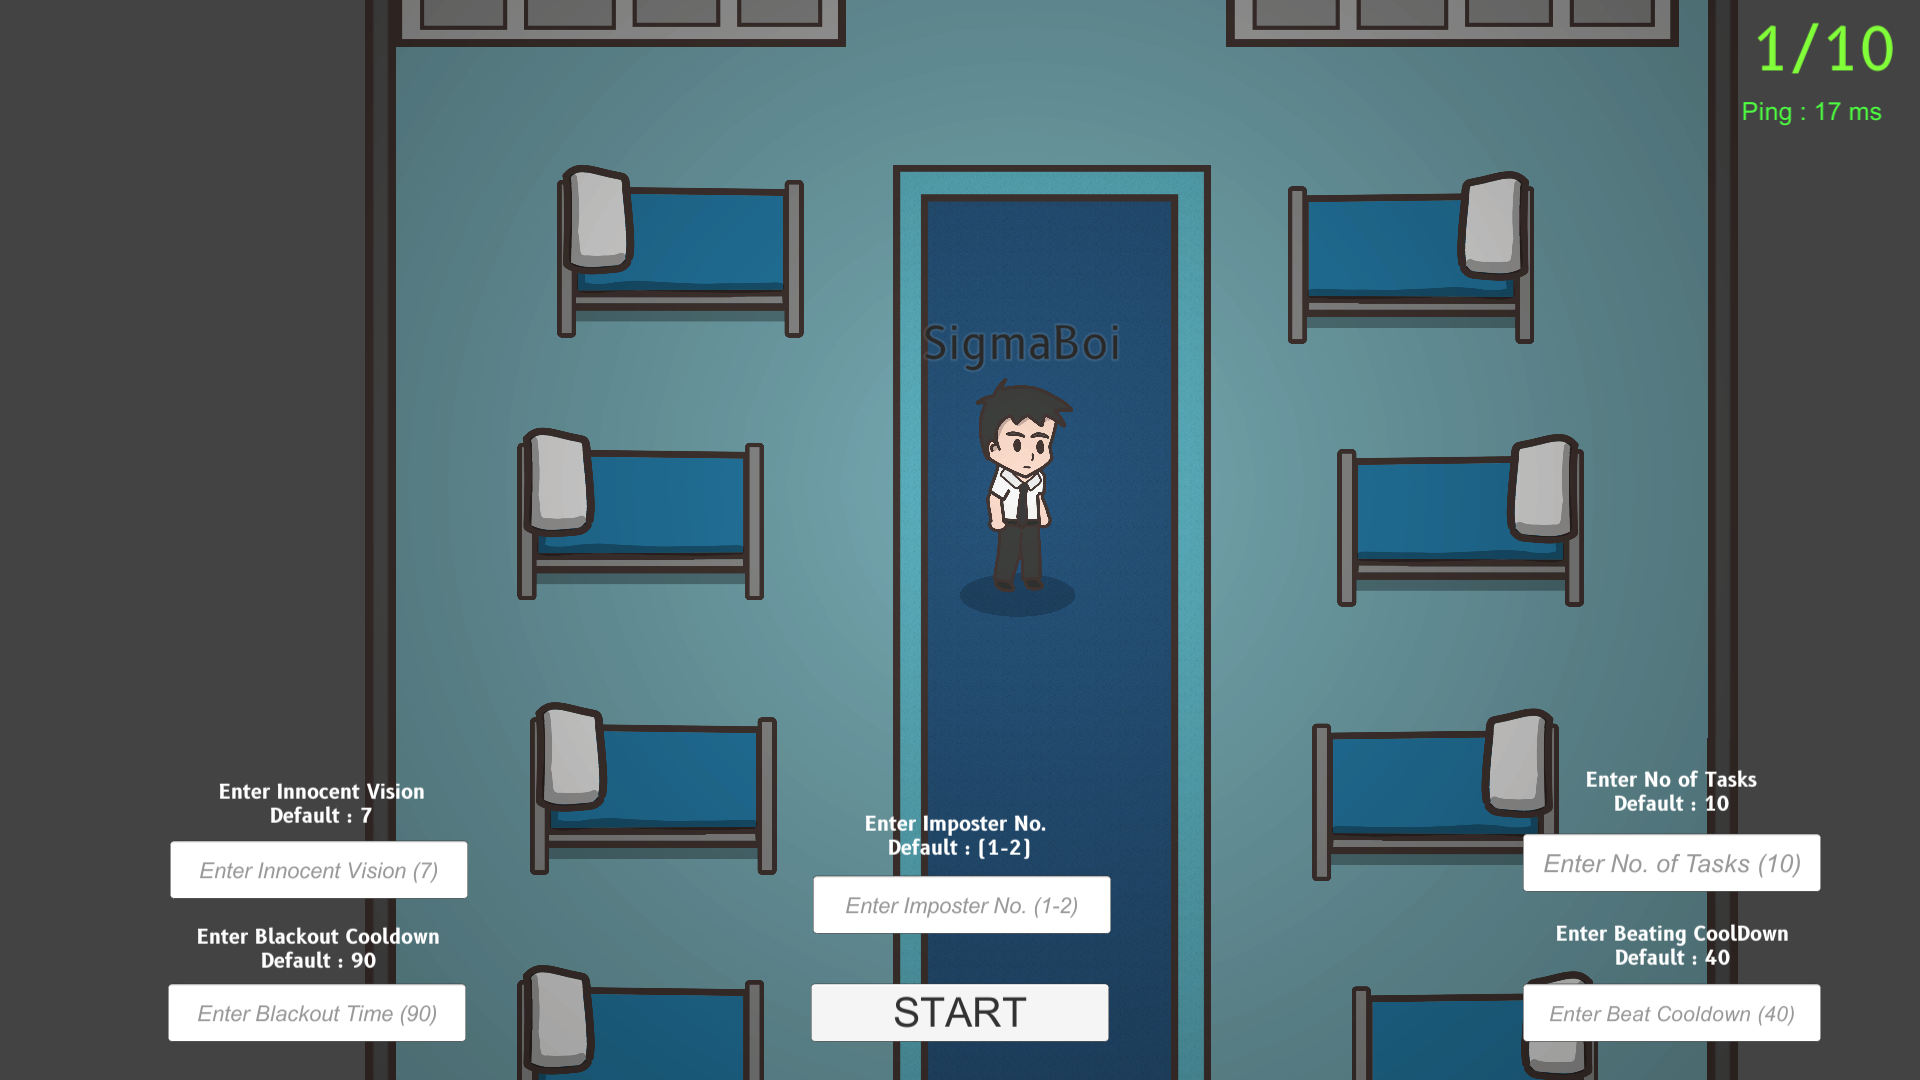 1/10
Ping : 17 ms
SigmaBoi
Enter Innocent Vision
Default : 7
Enter Innocent Vision (7)
Enter Blackout Cooldown
Default : 90
Enter Blackout Time (90)
Enter Imposter No.
Default : [1-2]
Enter Imposter No. (1-2)
START
Enter No of Tasks
Default : 10
Enter No. of Tasks (10)
Enter Beating CoolDown
Default : 40
Enter Beat Cooldown (40)